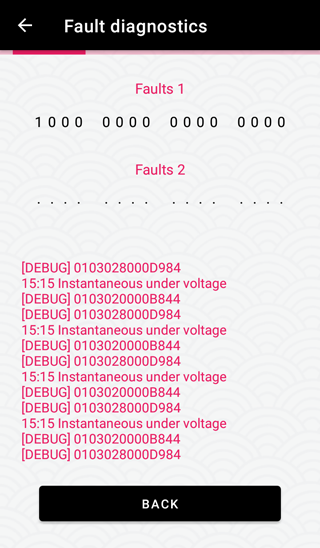 Fault diagnostics
Faults 1
1000 0000 0000 0000
Faults 2
.... .... .... ....
[DEBUG] 0103028000D984
15:15 Instantaneous under voltage
[DEBUG] 0103020000B844
[DEBUG] 0103028000D984
15:15 Instantaneous under voltage
[DEBUG] 0103020000B844
[DEBUG] 0103028000D984
15:15 Instantaneous under voltage
[DEBUG] 0103020000B844
[DEBUG] 0103028000D984
15:15 Instantaneous under voltage
[DEBUG] 0103020000B844
[DEBUG] 0103028000D984
BACK